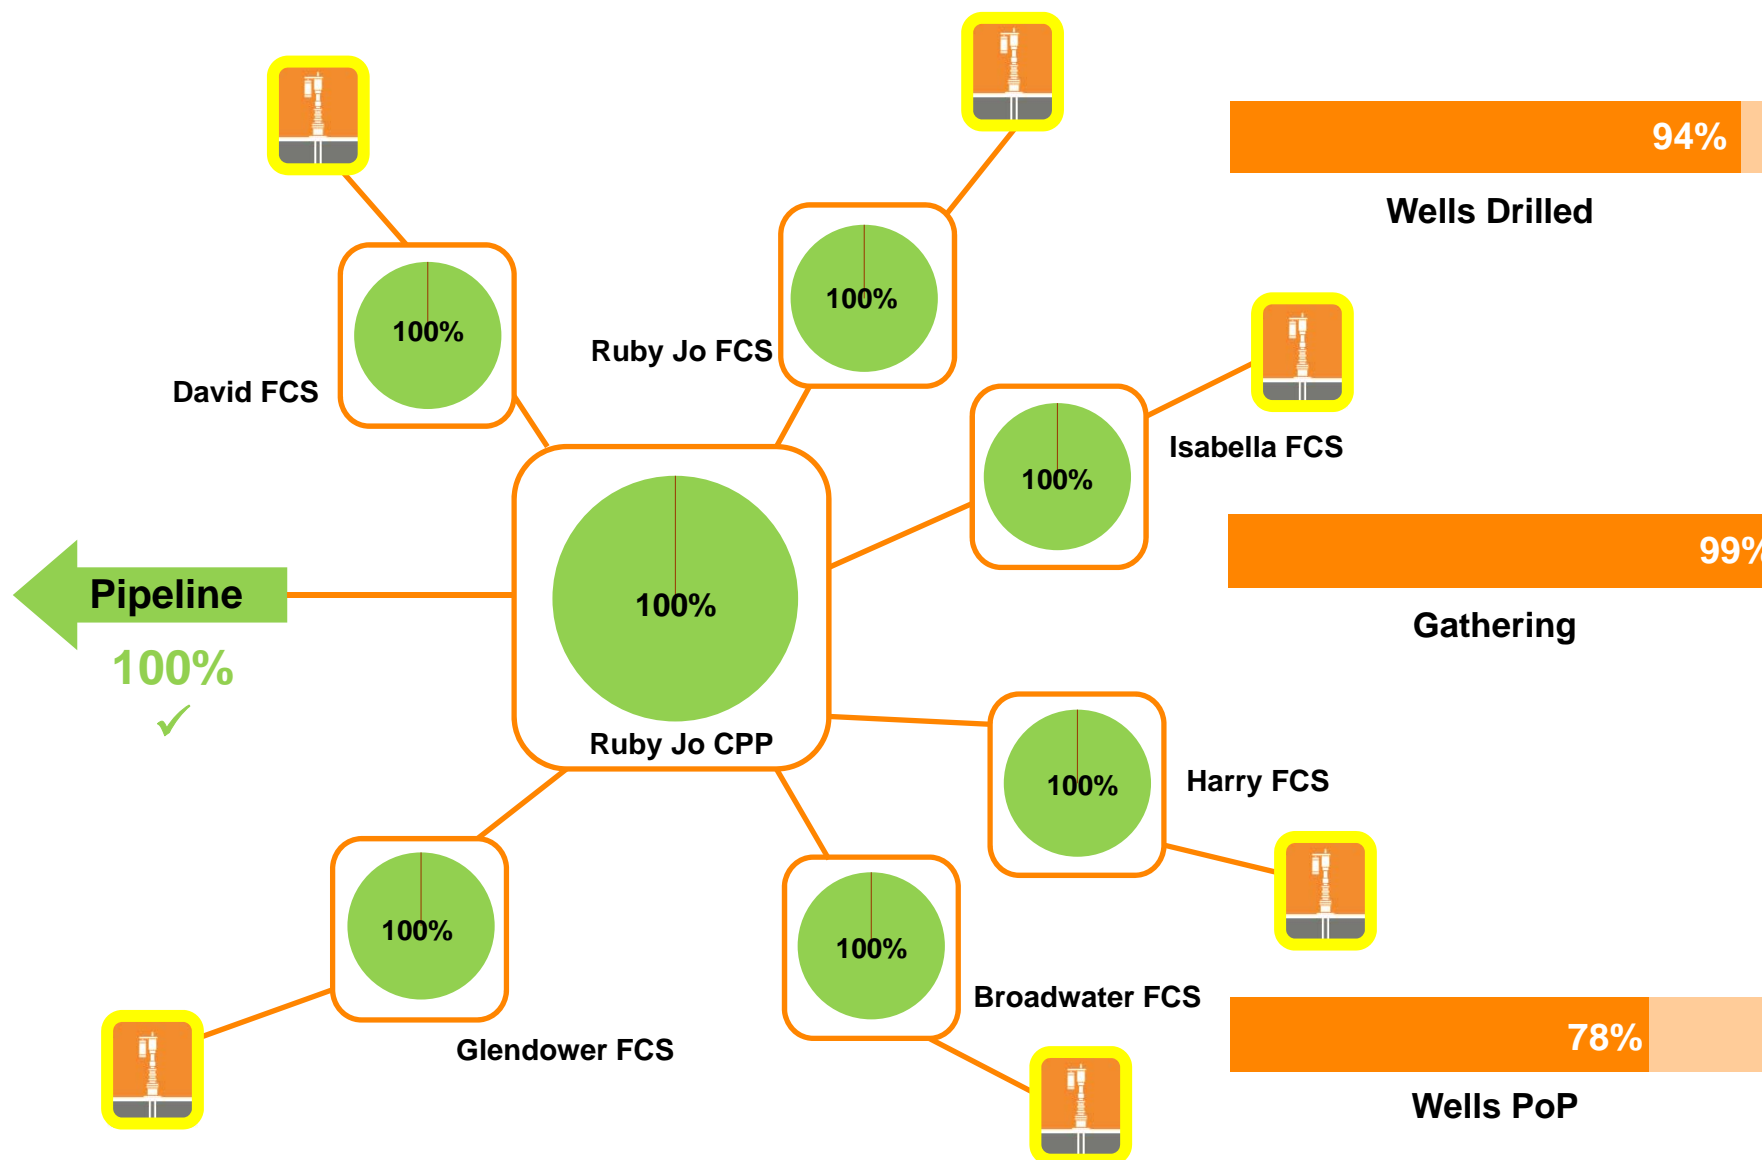 94%
Wells Drilled
100%
Ruby Jo FCS
100%
David FCS
100%
Isabella FCS
99%
Gathering
Pipeline
100%
✓
100%
Ruby Jo CPP
100%
Harry FCS
100%
Glendower FCS
100%
Broadwater FCS
78%
Wells PoP